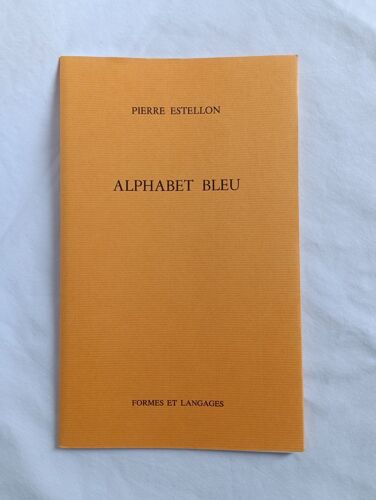 PIERRE ESTELLON
ALPHABET BLEU
FORMES ET LANGAGES